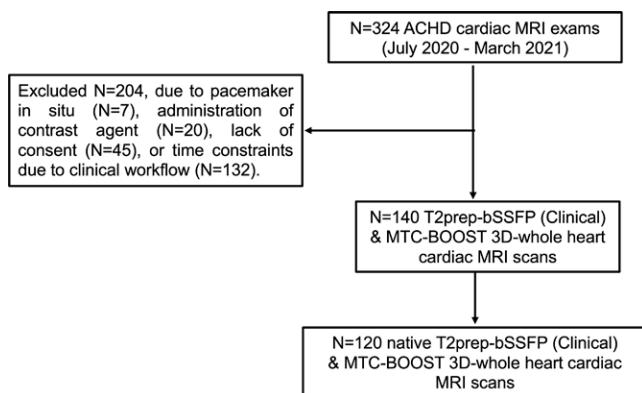 N=324 ACHD cardiac MRI exams
(July 2020 - March 2021)
Excluded N=204, due to pacemaker
in situ (N=7), administration of
contrast agent (N=20), lack of
consent (N=45), or time constraints
due to clinical workflow (N=132).
N=140 T2prep-bSSFP (Clinical)
& MTC-BOOST 3D-whole heart
cardiac MRI scans
N=120 native T2prep-bSSFP (Clinical)
& MTC-BOOST 3D-whole heart cardiac
MRI scans